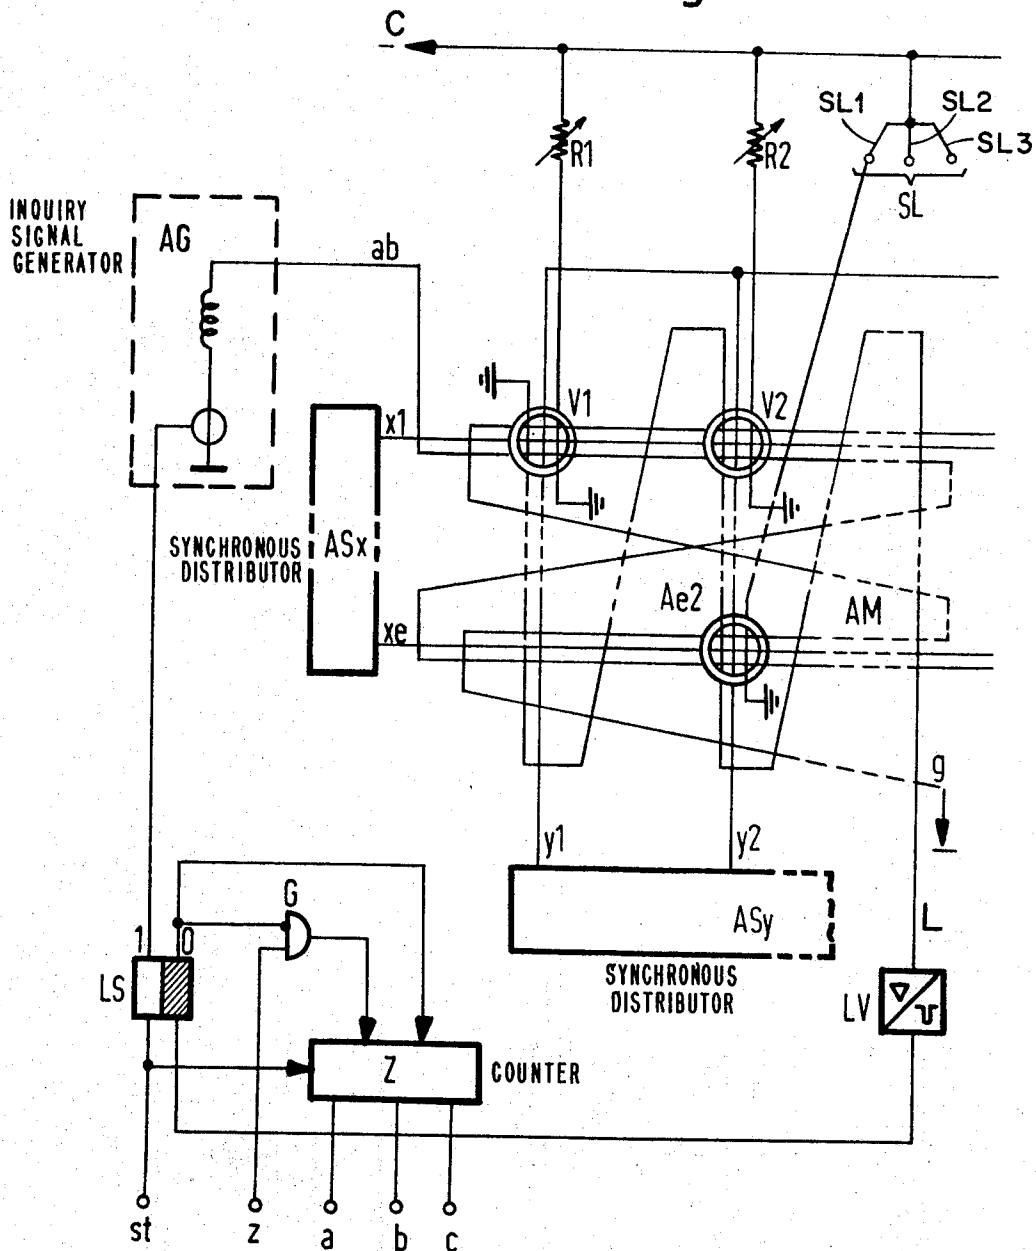 C
SL1
SL2
SL3
R1
R2
SL
INQUIRY
SIGNAL
GENERATOR
AG
ab
V1
V2
x1
SYNCHRONOUS
DISTRIBUTOR
ASx
Ae2
AM
xe
g
y1
y2
G
1
0
ASy
L
LS
SYNCHRONOUS
DISTRIBUTOR
LV
Z
COUNTER
st
z
a
b
c